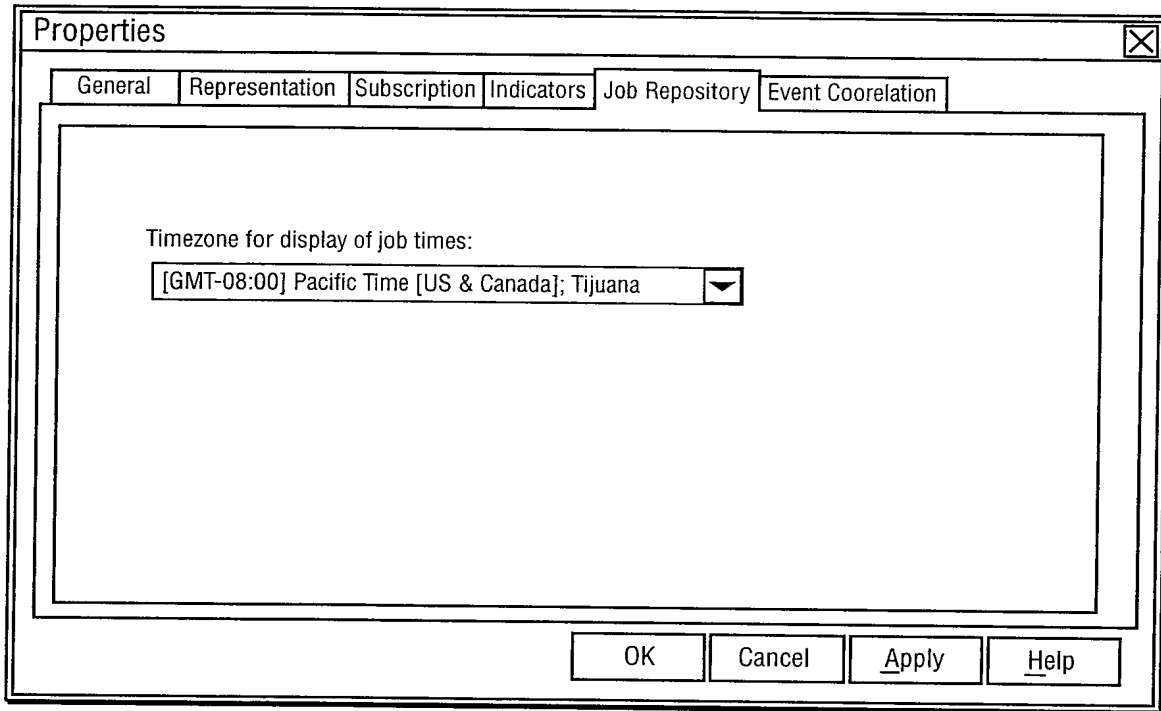 Properties
General Representation Subscription Indicators Job Repository Event Coorelation
Timezone for display of job times:
[GMT-08:00] Pacific Time [US & Canada]; Tijuana
OK Cancel Apply Help